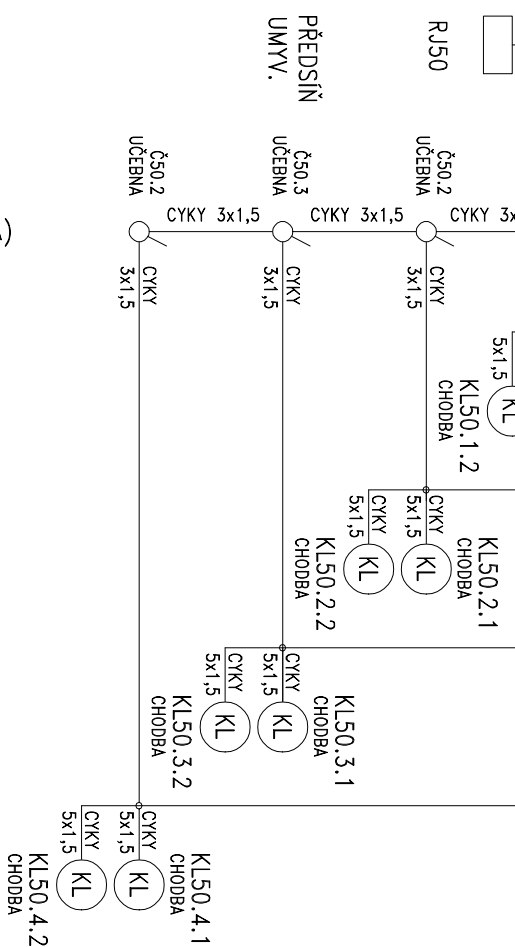 RJ50
PŘEDSÍŇ
UMYV.
Č50.2
UČEBNA
Č50.3
UČEBNA
Č50.2
UČEBNA
CYKY 3x1,5
CYKY 3x1,5
CYKY 3x
CYKY
3x1,5
CYKY
3x1,5
CYKY
3x1,5
5x1,5
KL
KL50.1.2
CHODBA
CYKY
5x1,5
KL
KL50.2.1
CHODBA
CYKY
5x1,5
KL
KL50.2.2
CHODBA
CYKY
5x1,5
KL
KL50.3.1
CHODBA
CYKY
5x1,5
KL
KL50.3.2
CHODBA
CYKY
5x1,5
KL
KL50.4.1
CHODBA
CYKY
5x1,5
KL
KL50.4.2
CHODBA